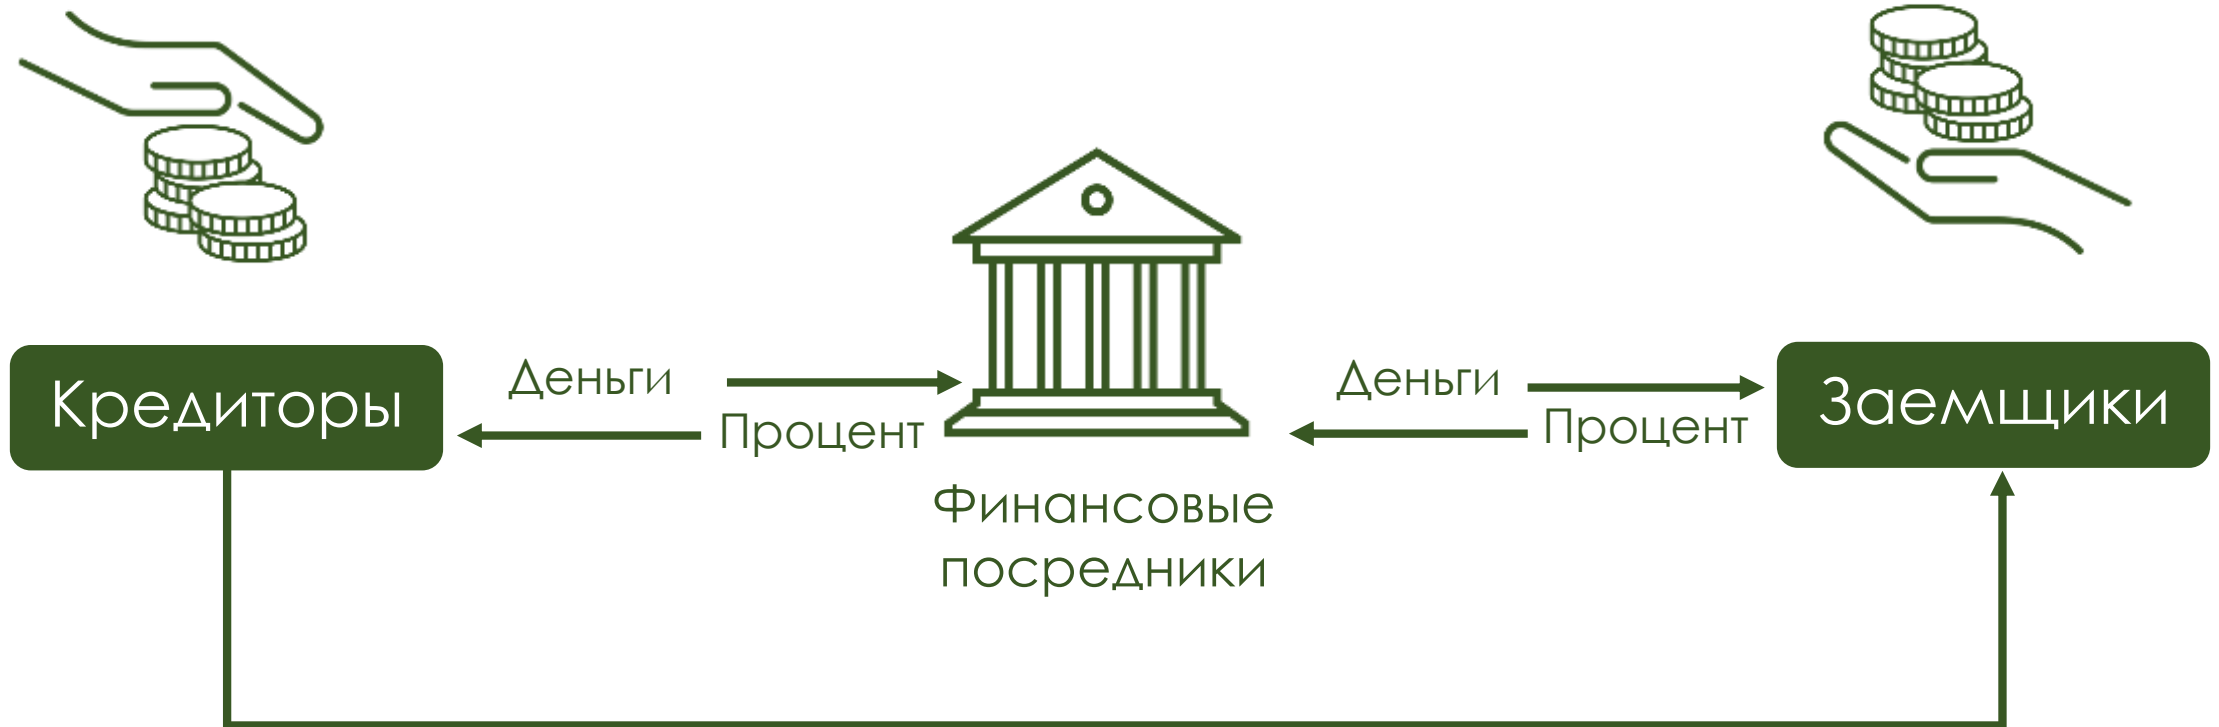 Кредиторы
Деньги
Процент
Финансовые
посредники
Деньги
Процент
Заемщики